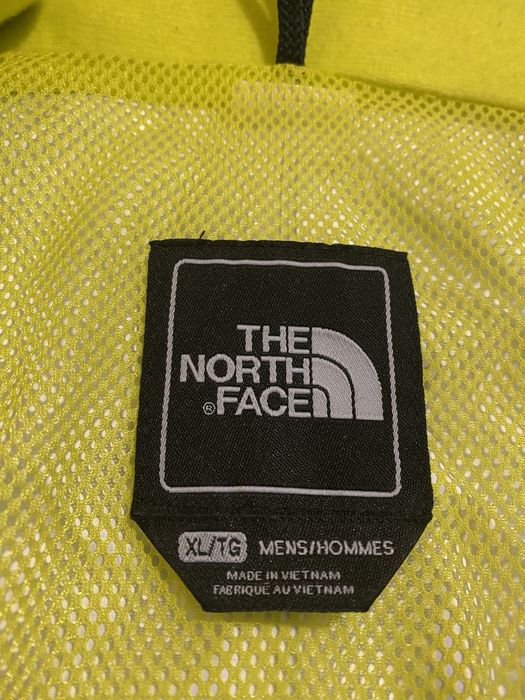 THE
NORTH
®FACE
XL/TG MENS/HOMMES
MADE IN VIETNAM
FABRIQUÉ AU VIETNAM